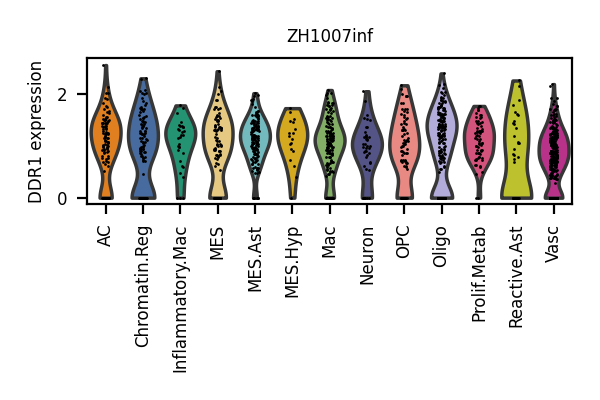 ZH1007inf
DDR1 expression
2
0
AC
Chromatin.Reg
Inflammatory.Mac
MES
MES.Ast
MES.Hyp
Mac
Neuron
OPC
Oligo
Prolif.Metab
Reactive.Ast
Vasc